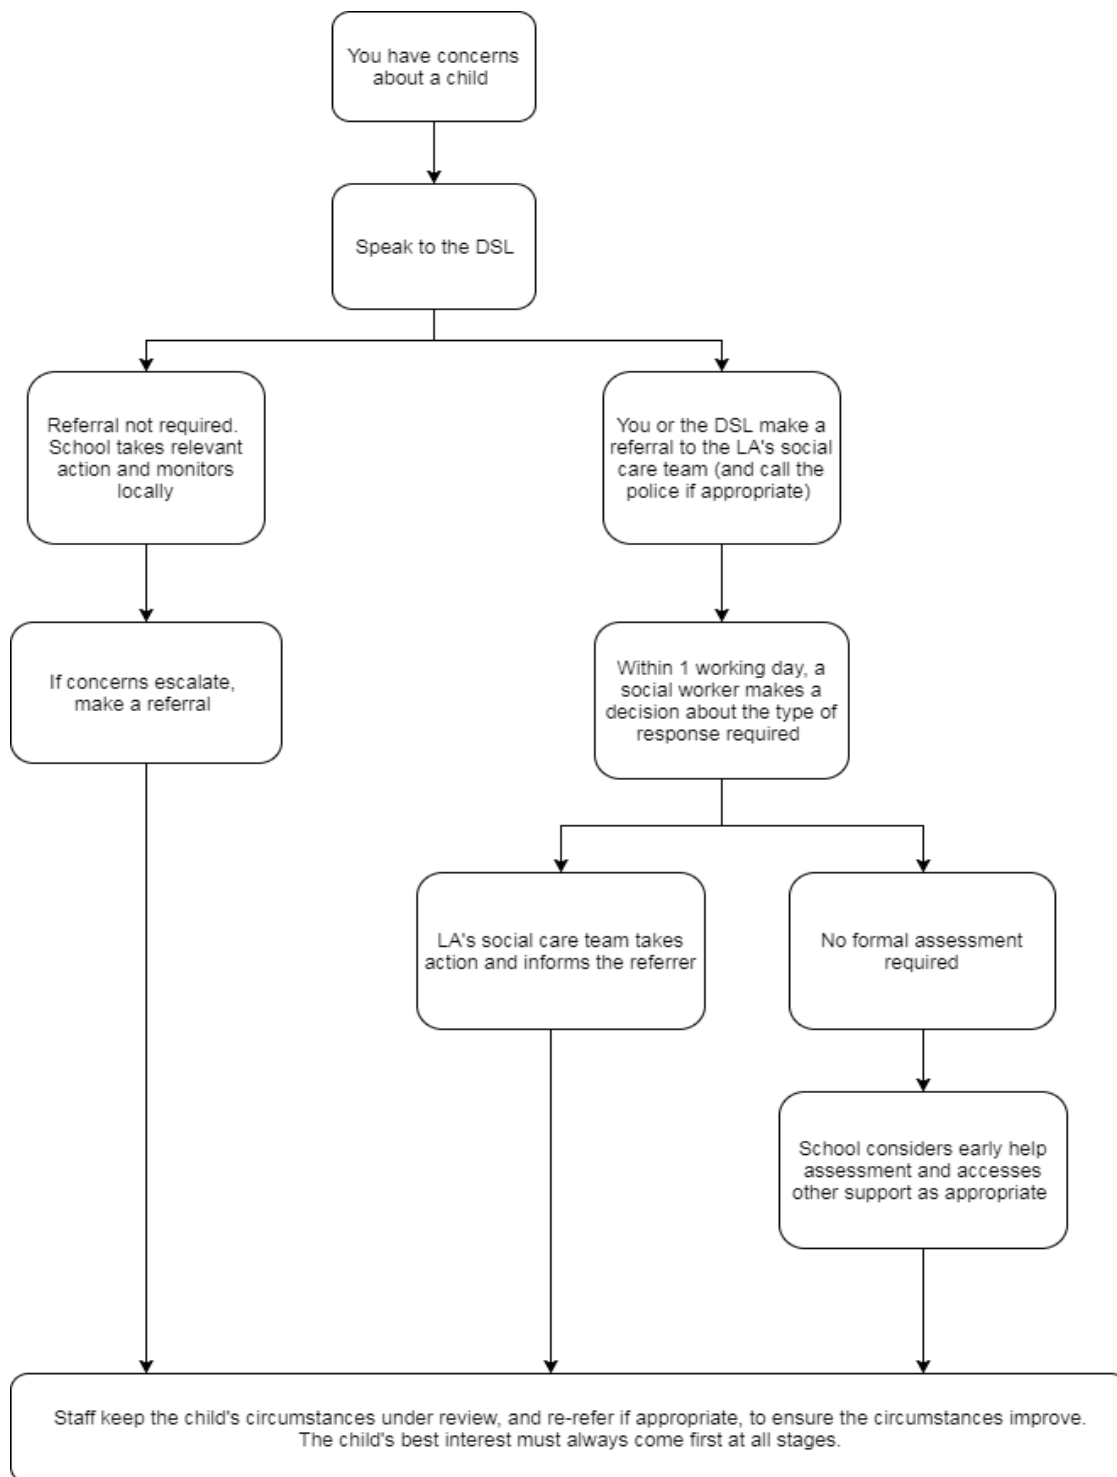 You have concerns
about a child
Speak to the DSL
Referral not required.
School takes relevant
action and monitors
locally
You or the DSL make a
referral to the LA's social
care team (and call the
police if appropriate)
If concerns escalate,
make a referral
Within 1 working day, a
social worker makes a
decision about the type of
response required
LA's social care team takes
action and informs the referrer
No formal assessment
required
School considers early help
assessment and accesses
other support as appropriate
Staff keep the child's circumstances under review, and re-refer if appropriate, to ensure the circumstances improve.
The child's best interest must always come first at all stages.